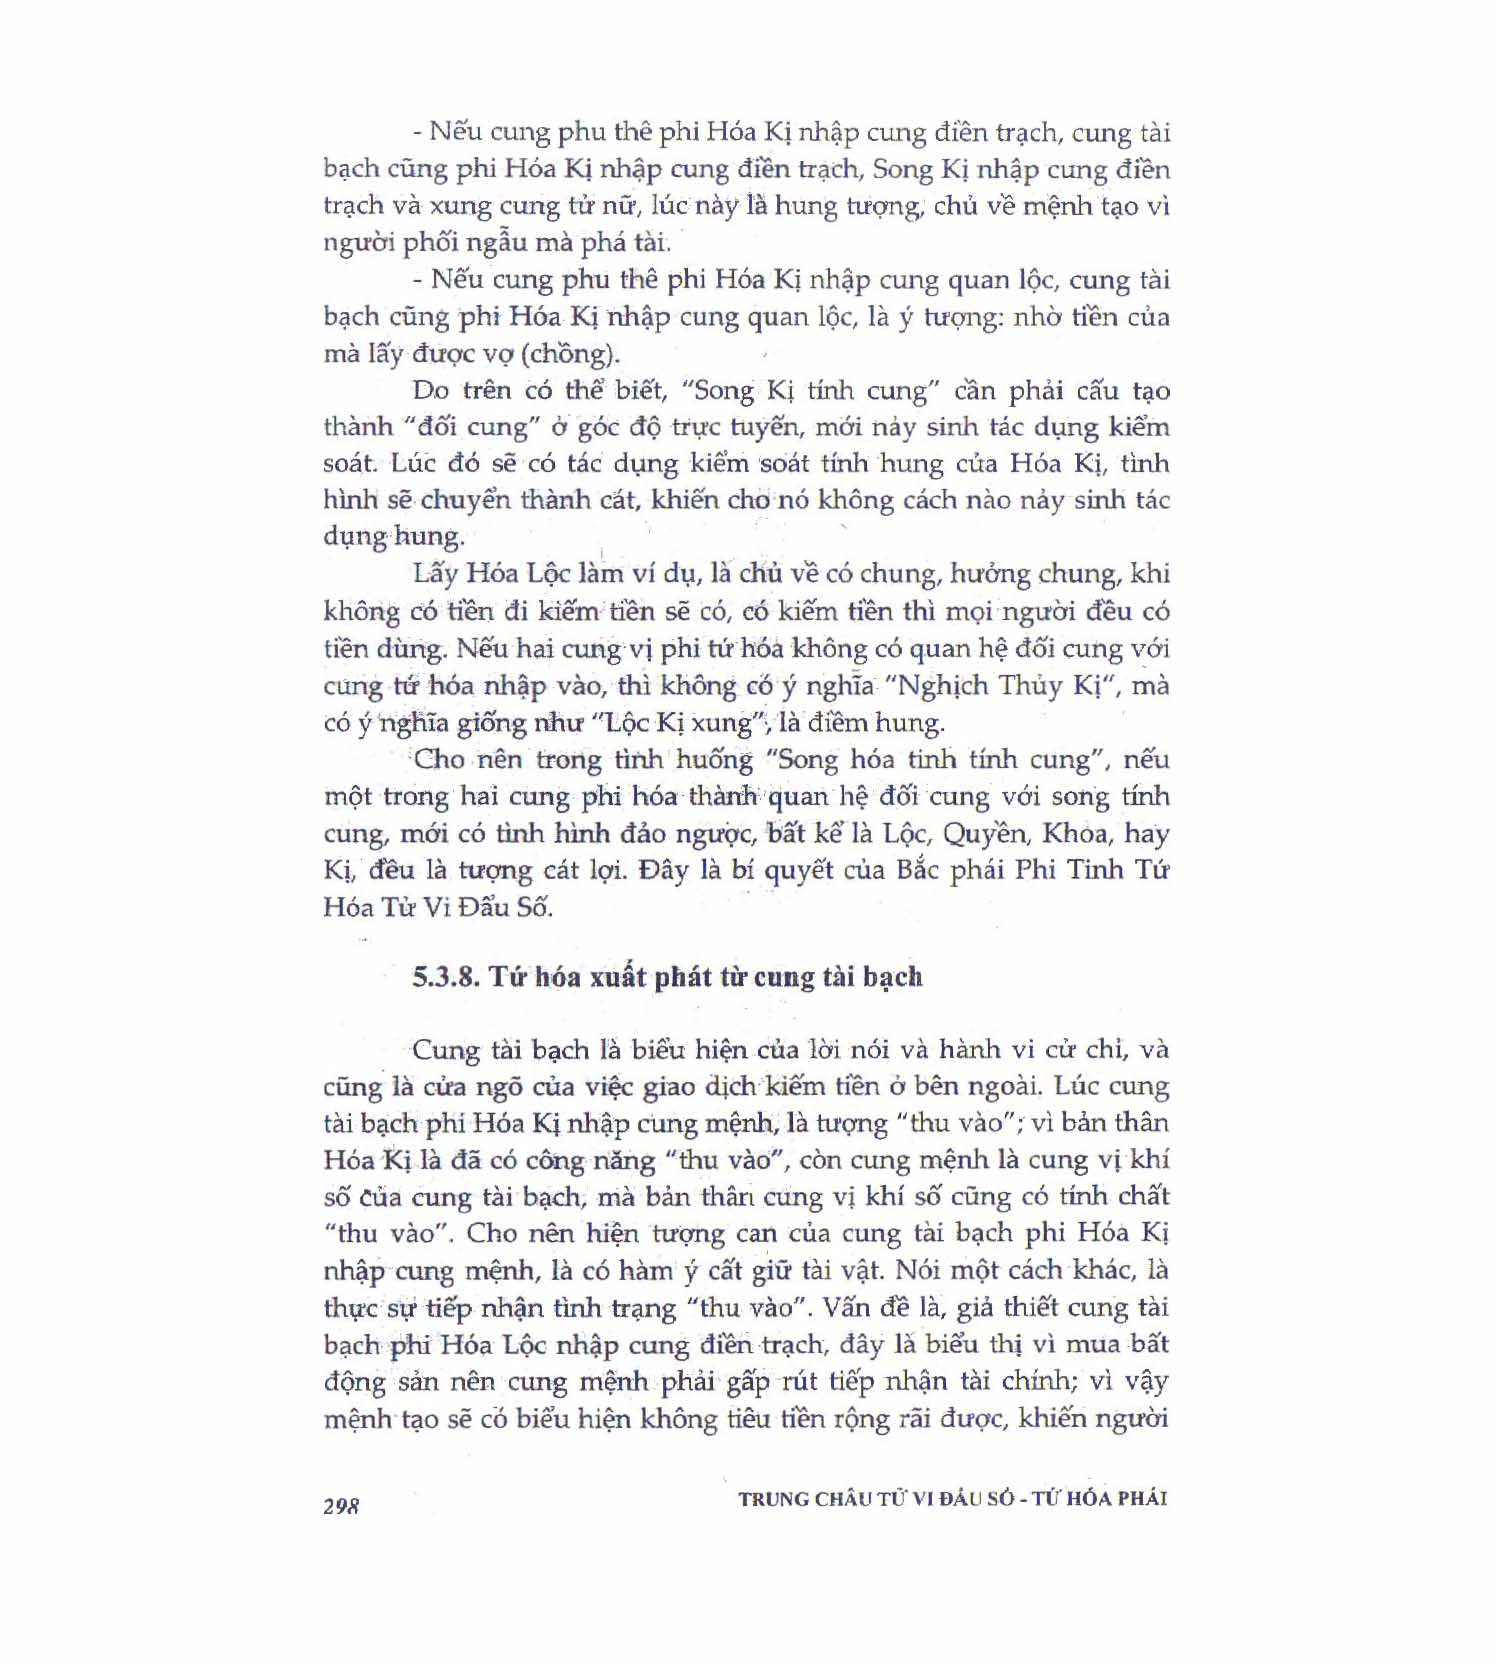 - Nếu cung phu thê phi Hóa Kị nhập cung điền trạch, cung tài
bạch cũng phi Hóa Kị nhập cung điền trạch, Song Kị nhập cung điền
trạch và xung cung tử nữ, lúc này là hung tượng, chủ về mệnh tạo vì
người phối ngẫu mà phá tài.
- Nếu cung phu thê phi Hóa Kị nhập cung quan lộc, cung tài
bạch cũng phi Hóa Kị nhập cung quan lộc, là ý tượng: nhờ tiền của
mà lấy được vợ (chồng).
Do trên có thể biết, "Song Kị tính cung" cần phải cấu tạo
thành "đối cung" ở góc độ trực tuyến, mới nảy sinh tác dụng kiểm
soát. Lúc đó sẽ có tác dụng kiểm soát tính hung của Hóa Kị, tình
hình sẽ chuyển thành cát, khiến cho nó không cách nào nảy sinh tác
dụng hung.
Lấy Hóa Lộc làm ví dụ, là chủ về có chung, hưởng chung, khi
không có tiền đi kiếm tiền sẽ có, có kiếm tiền thì mọi người đều có
tiền dùng. Nếu hai cung vị phi tứ hóa không có quan hệ đối cung với
cung tứ hóa nhập vào, thì không có ý nghĩa "Nghịch Thủy Kị", mà
có ý nghĩa giống như "Lộc Kị xung", là điềm hung.
Cho nên trong tình huống "Song hóa tinh tính cung", nếu
một trong hai cung phi hóa thành quan hệ đối cung với song tính
cung, mới có tình hình đảo ngược, bất kể là Lộc, Quyền, Khoa, hay
Kị, đều là tượng cát lợi. Đây là bí quyết của Bắc phái Phi Tinh Tứ
Hóa Tử Vi Đẩu Số.
5.3.8. Tứ hóa xuất phát từ cung tài bạch
Cung tài bạch là biểu hiện của lời nói và hành vi cử chỉ, và
cũng là cửa ngõ của việc giao dịch kiếm tiền ở bên ngoài. Lúc cung
tài bạch phi Hóa Kị nhập cung mệnh, là tượng "thu vào"; vì bản thân
Hóa Kị là đã có công năng "thu vào", còn cung mệnh là cung vị khí
số của cung tài bạch, mà bản thân cung vị khí số cũng có tính chất
"thu vào". Cho nên hiện tượng can của cung tài bạch phi Hóa Kị
nhập cung mệnh, là có hàm ý cất giữ tài vật. Nói một cách khác, là
thực sự tiếp nhận tình trạng "thu vào". Vấn đề là, giả thiết cung tài
bạch phi Hóa Lộc nhập cung điền trạch, đây là biểu thị vì mua bất
động sản nên cung mệnh phải gấp rút tiếp nhận tài chính; vì vậy
mệnh tạo sẽ có biểu hiện không tiêu tiền rộng rãi được, khiến người
298
TRUNG CHÂU TỬ VI ĐẨU SỐ - TỨ HÓA PHÁI